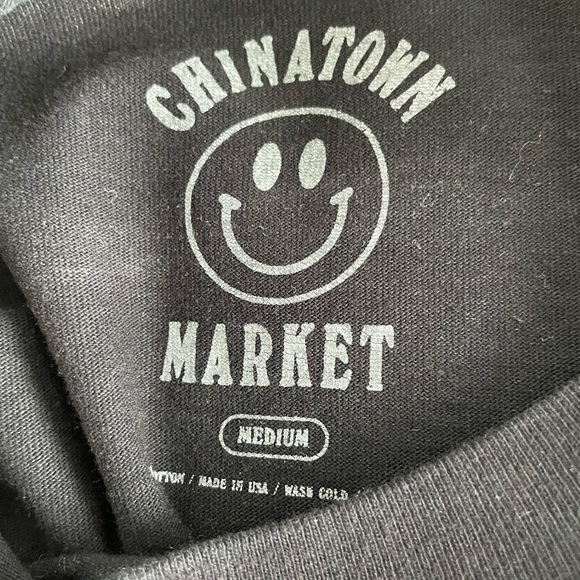 CHINATOWN
MARKET
MEDIUM
/ MADE IN USA / WASH COLD